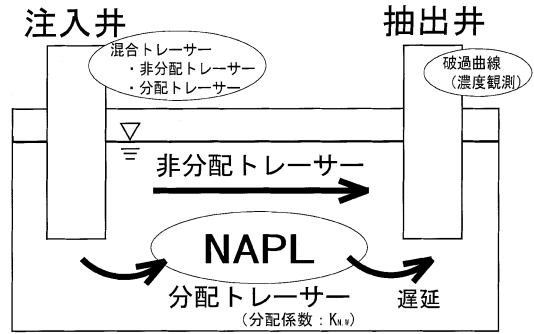 注入井
抽出井
混合トレーサー
・非分配トレーサー
・分配トレーサー
破過曲線
(濃度観測)
非分配トレーサー
NAPL
分配トレーサー
(分配係数：KN.W)
遅延